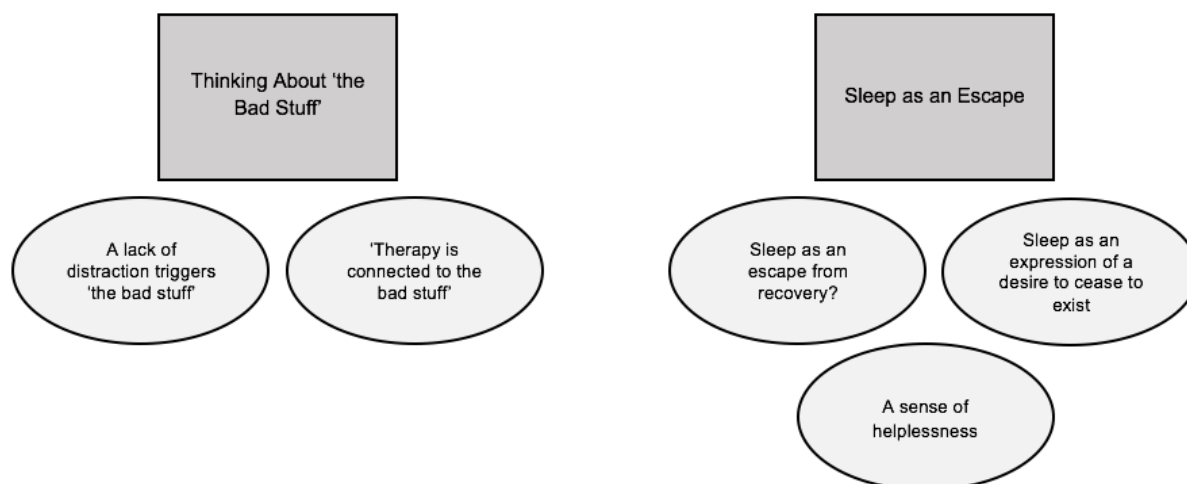 Thinking About 'the
Bad Stuff'
Sleep as an Escape
A lack of
distraction triggers
'the bad stuff'
'Therapy is
connected to the
bad stuff'
Sleep as an
escape from
recovery?
Sleep as an
expression of a
desire to cease to
exist
A sense of
helplessness